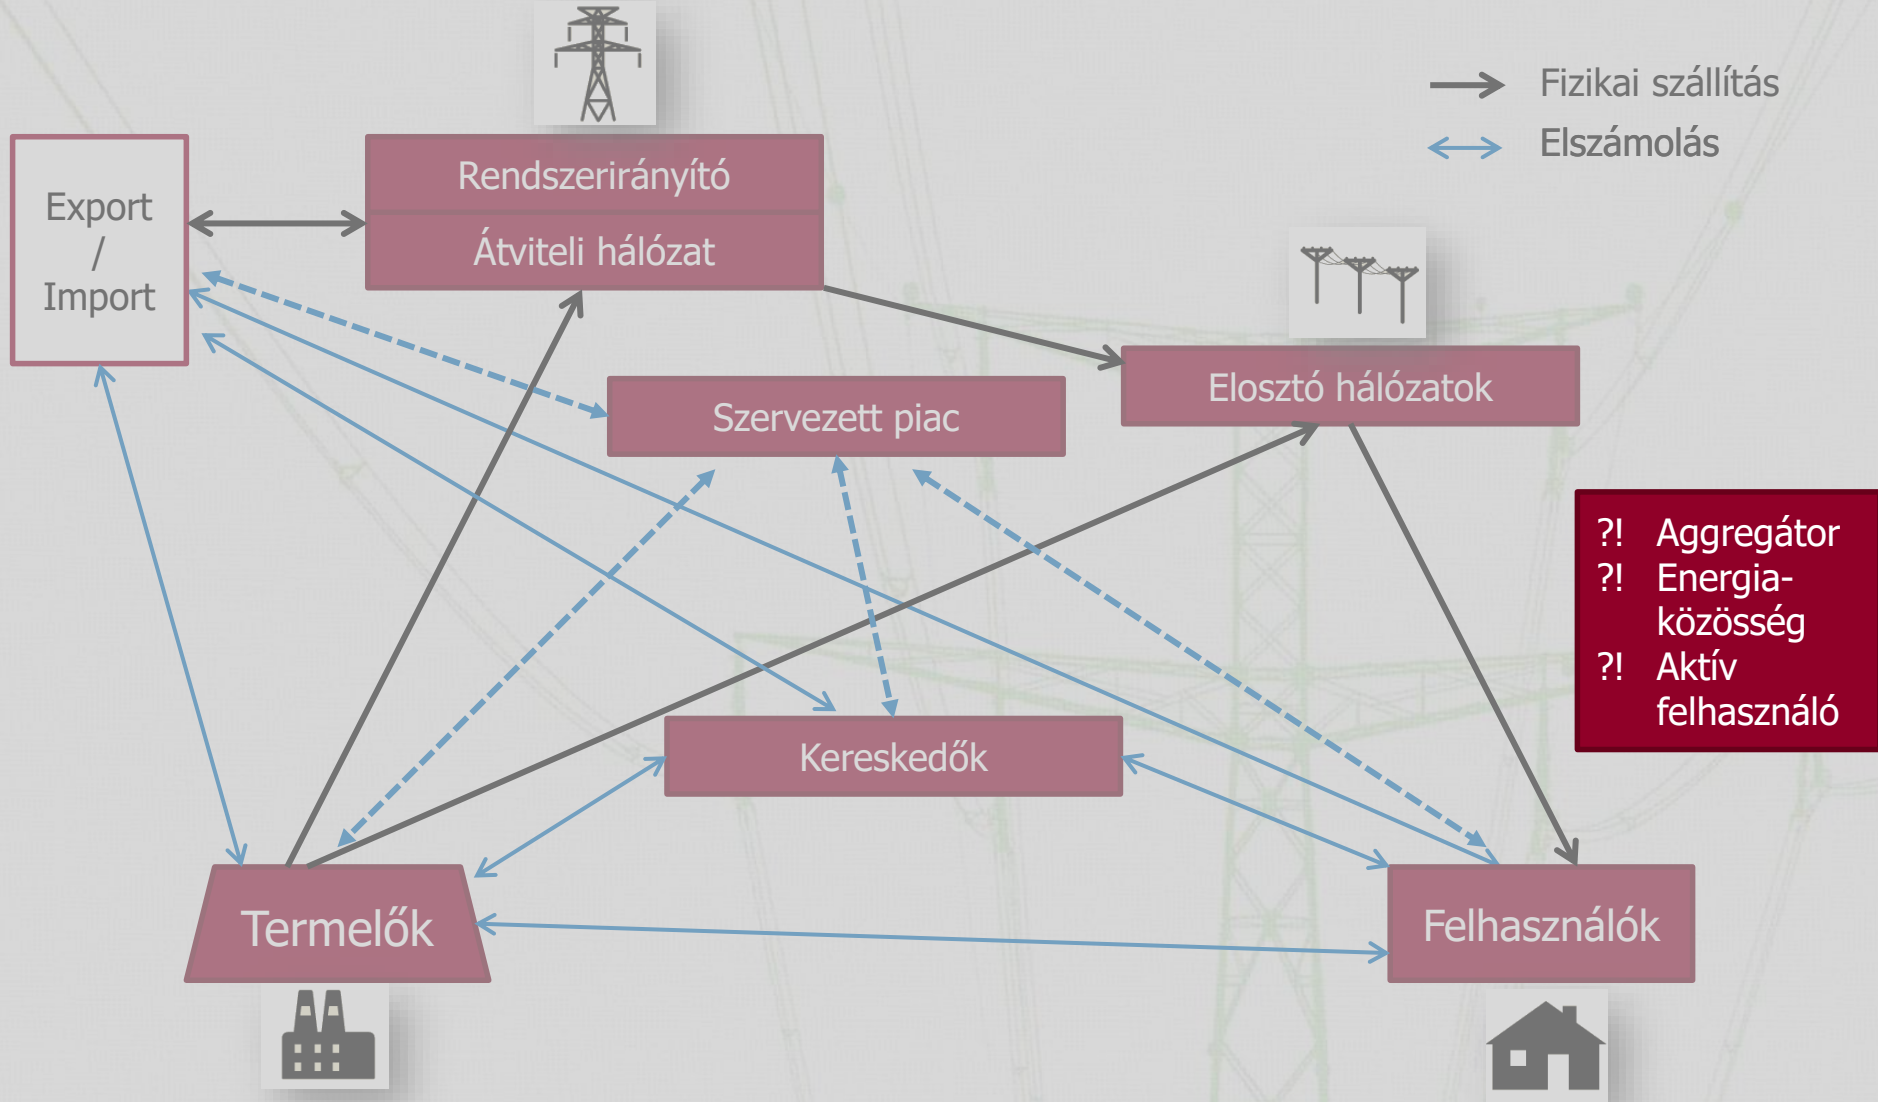 Fizikai szállítás
Elszámolás
Rendszerirányító
Átviteli hálózat
Export
/
Import
Elosztó hálózatok
Szervezett piac
?! Aggregátor
?! Energia-
közösség
?! Aktív
felhasználó
Kereskedők
Termelők
Felhasználók